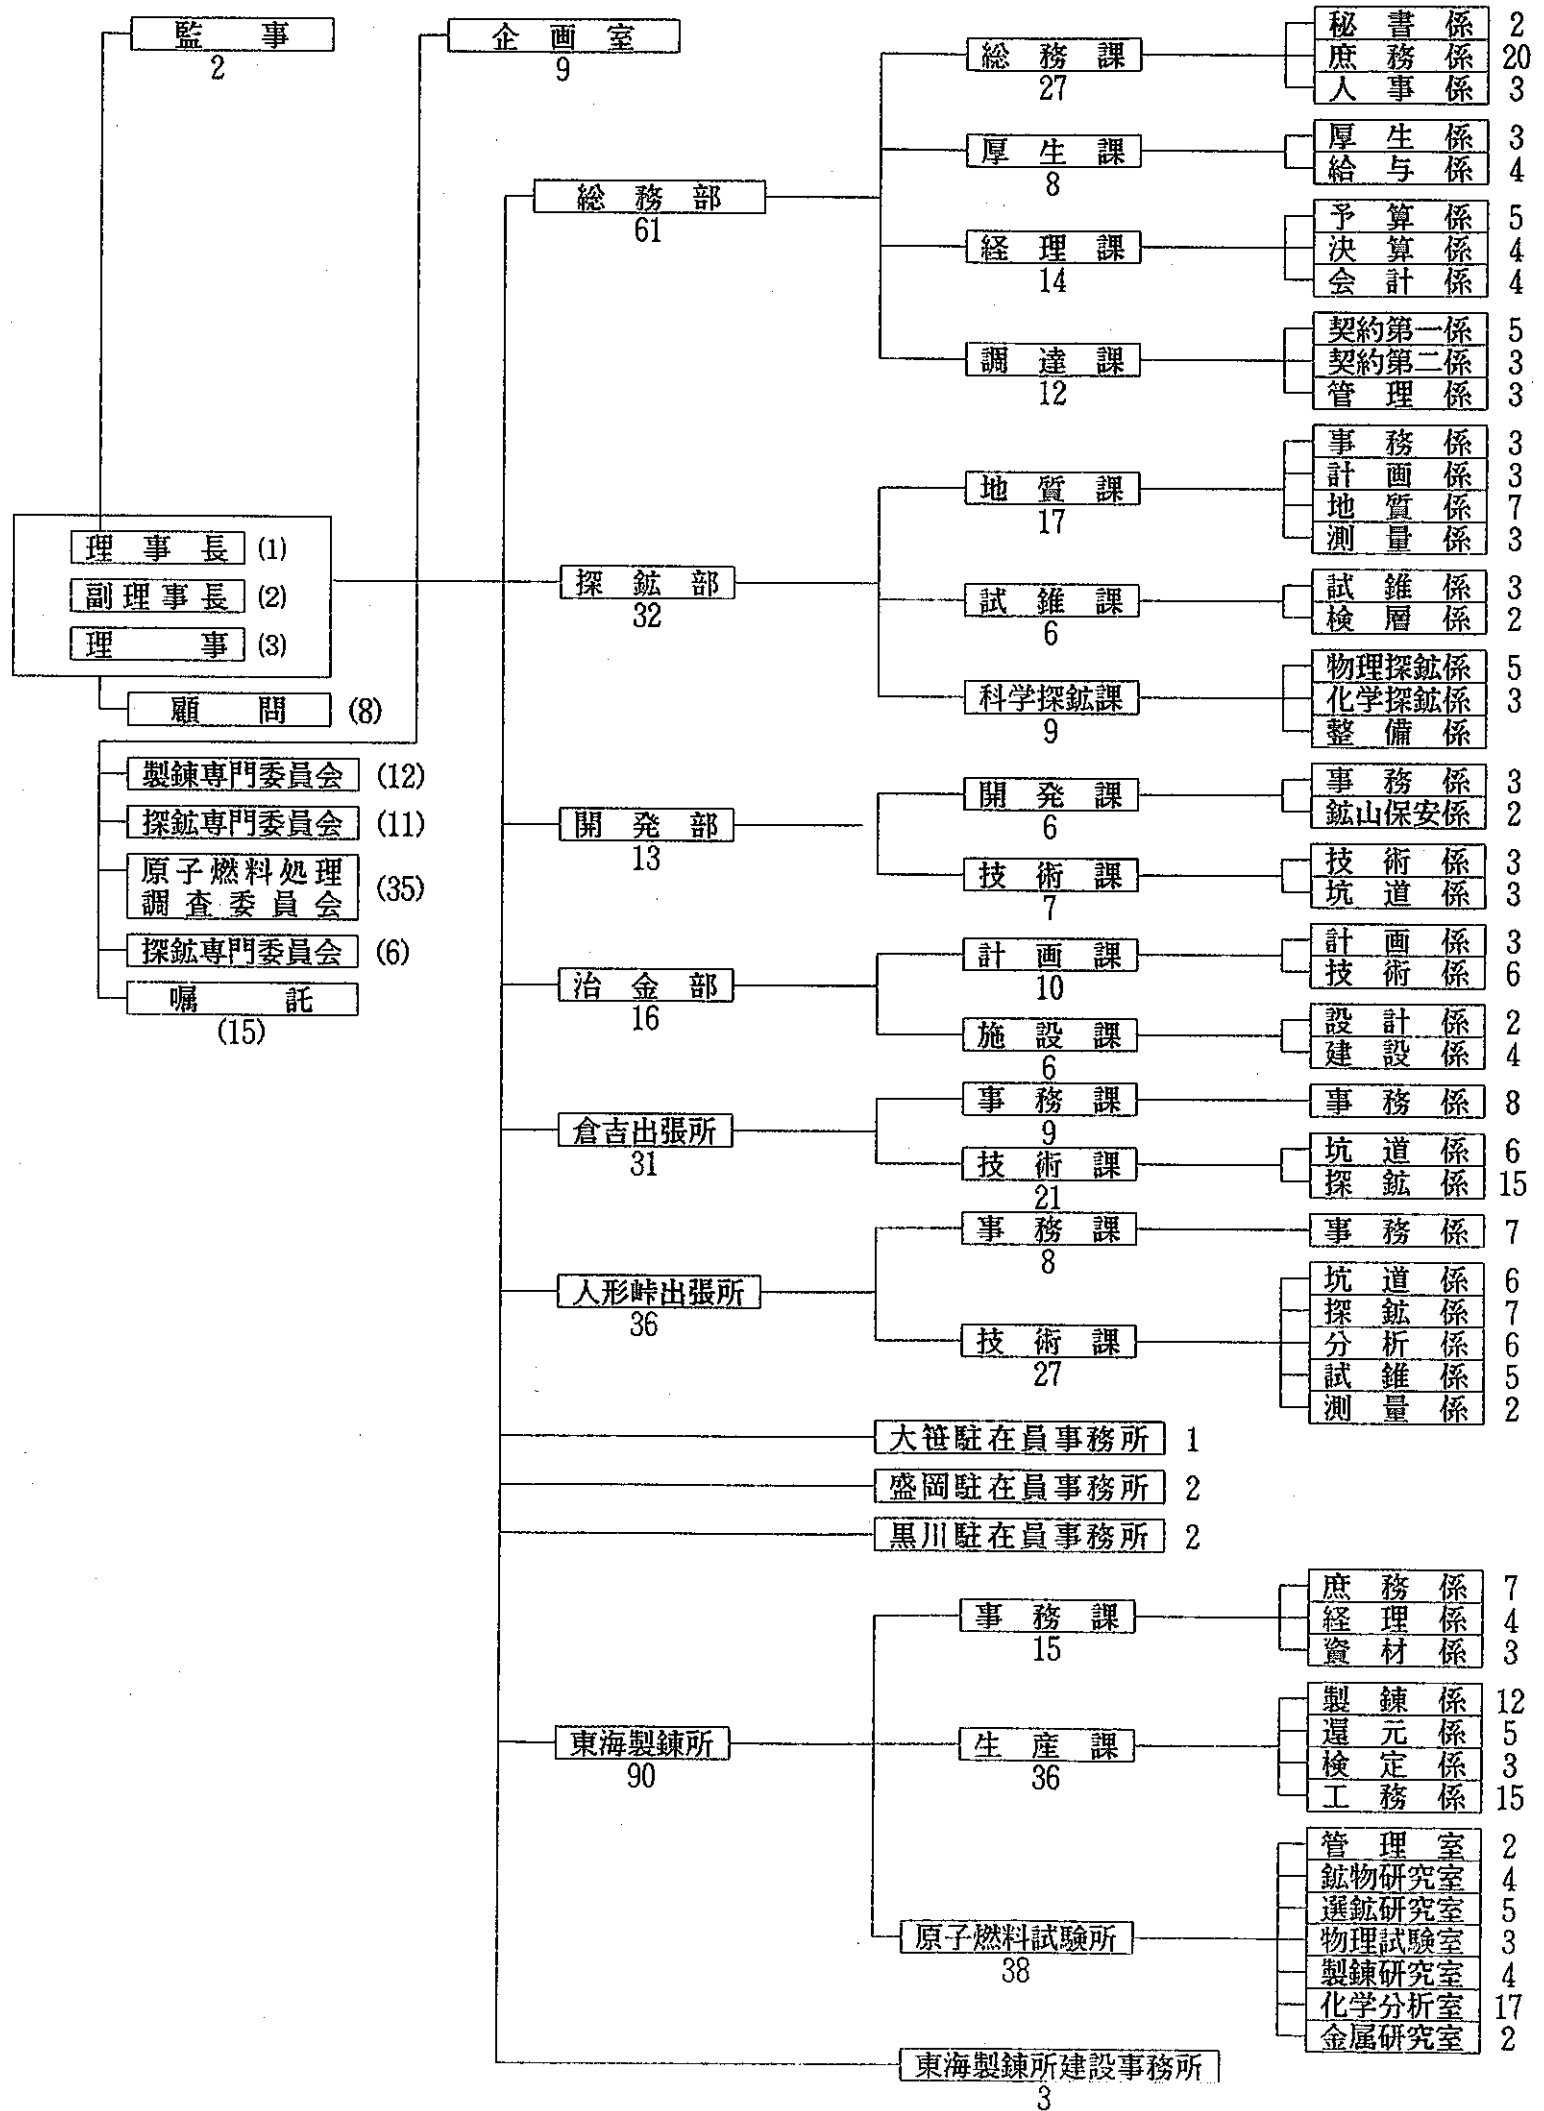 監事
2
企画室
9
理事長 (1)
副理事長 (2)
理事 (3)
顧問 (8)
製錬専門委員会 (12)
探鉱専門委員会 (11)
原子燃料処理
調査委員会 (35)
探鉱専門委員会 (6)
嘱託
(15)
総務部
61
総務課
27
秘書係 2
庶務係 20
人事係 3
厚生課
8
厚生係 3
給与係 4
経理課
14
予算係 5
決算係 4
会計係 4
調達課
12
契約第一係 5
契約第二係 3
管理係 3
探鉱部
32
地質課
17
事務係 3
計画係 3
地質係 7
測量係 3
試錐課
6
試錐係 3
検層係 2
科学探鉱課
9
物理探鉱係 5
化学探鉱係 3
整備係
開発部
13
開発課
6
事務係 3
鉱山保安係 2
技術課
7
技術係 3
坑道係 3
治金部
16
計画課
10
計画係 3
技術係 6
施設課
6
設計係 2
建設係 4
倉吉出張所
31
事務課
9
事務係 8
技術課
21
坑道係 6
探鉱係 15
人形峠出張所
36
事務課
8
事務係 7
技術課
27
坑道係 6
探鉱係 7
分析係 6
試錐係 5
測量係 2
大笹駐在員事務所 1
盛岡駐在員事務所 2
黒川駐在員事務所 2
東海製錬所
90
事務課
15
庶務係 7
経理係 4
資材係 3
生産課
36
製錬係 12
還元係 5
検定係 3
工務係 15
原子燃料試験所
38
管理室 2
鉱物研究室 4
選鉱研究室 5
物理試験室 3
製錬研究室 4
化学分析室 17
金属研究室 2
東海製錬所建設事務所
3